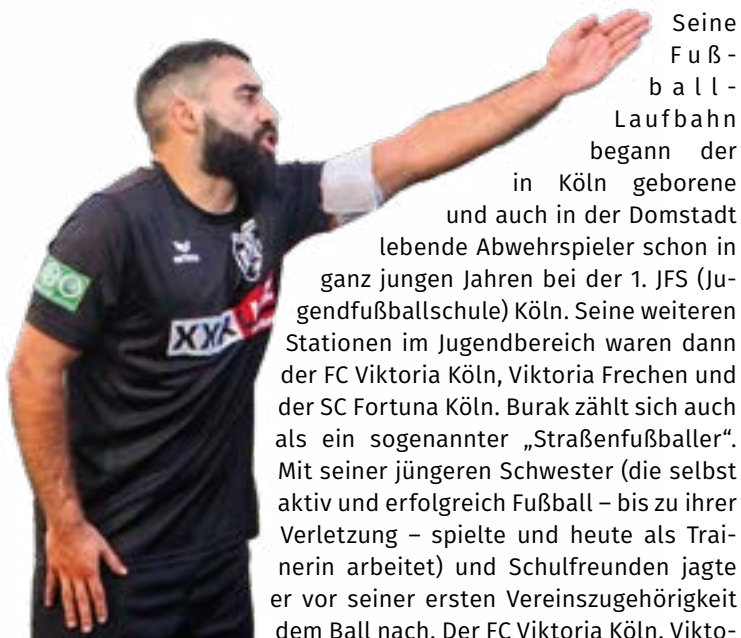 Seine
Fuß-
ball-
Laufbahn
begann der
in Köln geborene
und auch in der Domstadt
lebende Abwehrspieler schon in
ganz jungen Jahren bei der 1. JFS (Ju-
gendfußballschule) Köln. Seine weiteren
Stationen im Jugendbereich waren dann
der FC Viktoria Köln, Viktoria Frechen und
der SC Fortuna Köln. Burak zählt sich auch
als ein sogenannter „Straßenfußballer“.
Mit seiner jüngeren Schwester (die selbst
aktiv und erfolgreich Fußball – bis zu ihrer
Verletzung – spielte und heute als Trai-
nerin arbeitet) und Schulfreunden jagte
er vor seiner ersten Vereinszugehörigkeit
dem Ball nach. Der FC Viktoria Köln, Vikto-